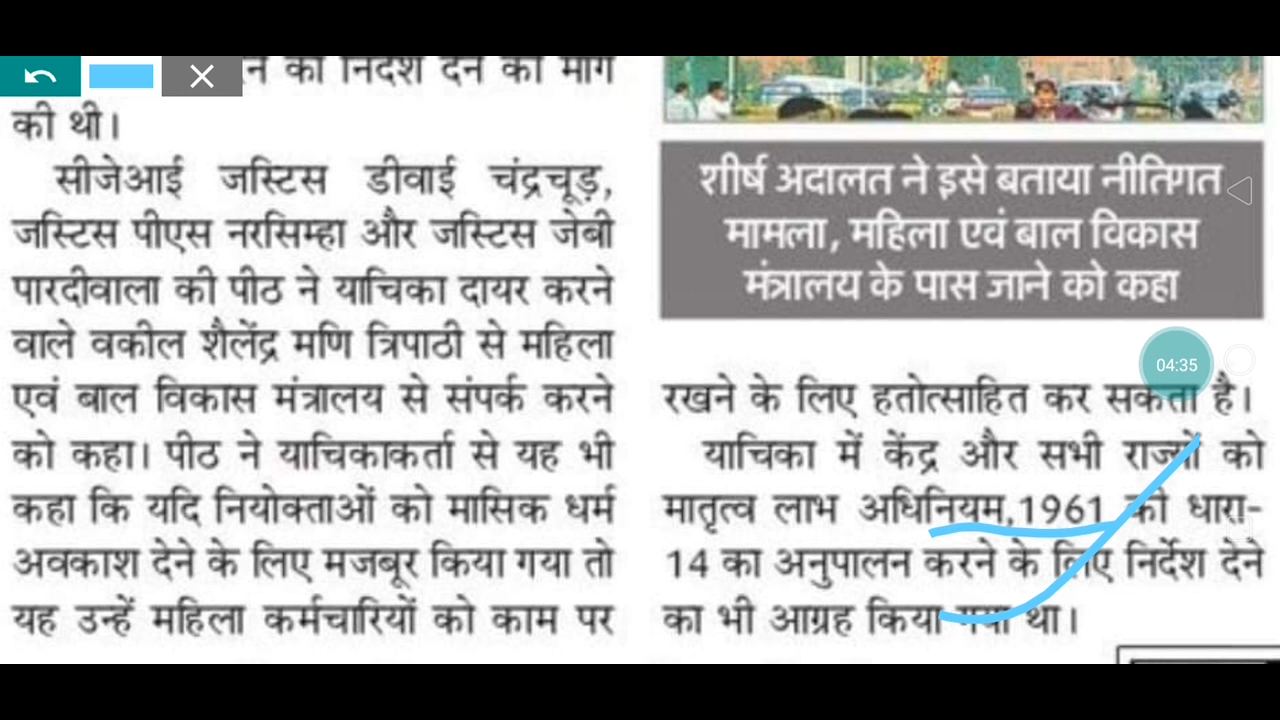 न का निर्देश देने की मांग
की थी।
सीजेआई जस्टिस डीवाई चंद्रचूड़,
जस्टिस पीएस नरसिम्हा और जस्टिस जेबी
पारदीवाला की पीठ ने याचिका दायर करने
वाले वकील शैलेंद्र मणि त्रिपाठी से महिला
एवं बाल विकास मंत्रालय से संपर्क करने
को कहा। पीठ ने याचिकाकर्ता से यह भी
कहा कि यदि नियोक्ताओं को मासिक धर्म
अवकाश देने के लिए मजबूर किया गया तो
यह उन्हें महिला कर्मचारियों को काम पर
शीर्ष अदालत ने इसे बताया नीतिगत
मामला, महिला एवं बाल विकास
मंत्रालय के पास जाने को कहा
04:35
रखने के लिए हतोत्साहित कर सकता है।
याचिका में केंद्र और सभी राज्यों को
मातृत्व लाभ अधिनियम,1961 की धारा-
14 का अनुपालन करने के लिए निर्देश देने
का भी आग्रह किया गया था।